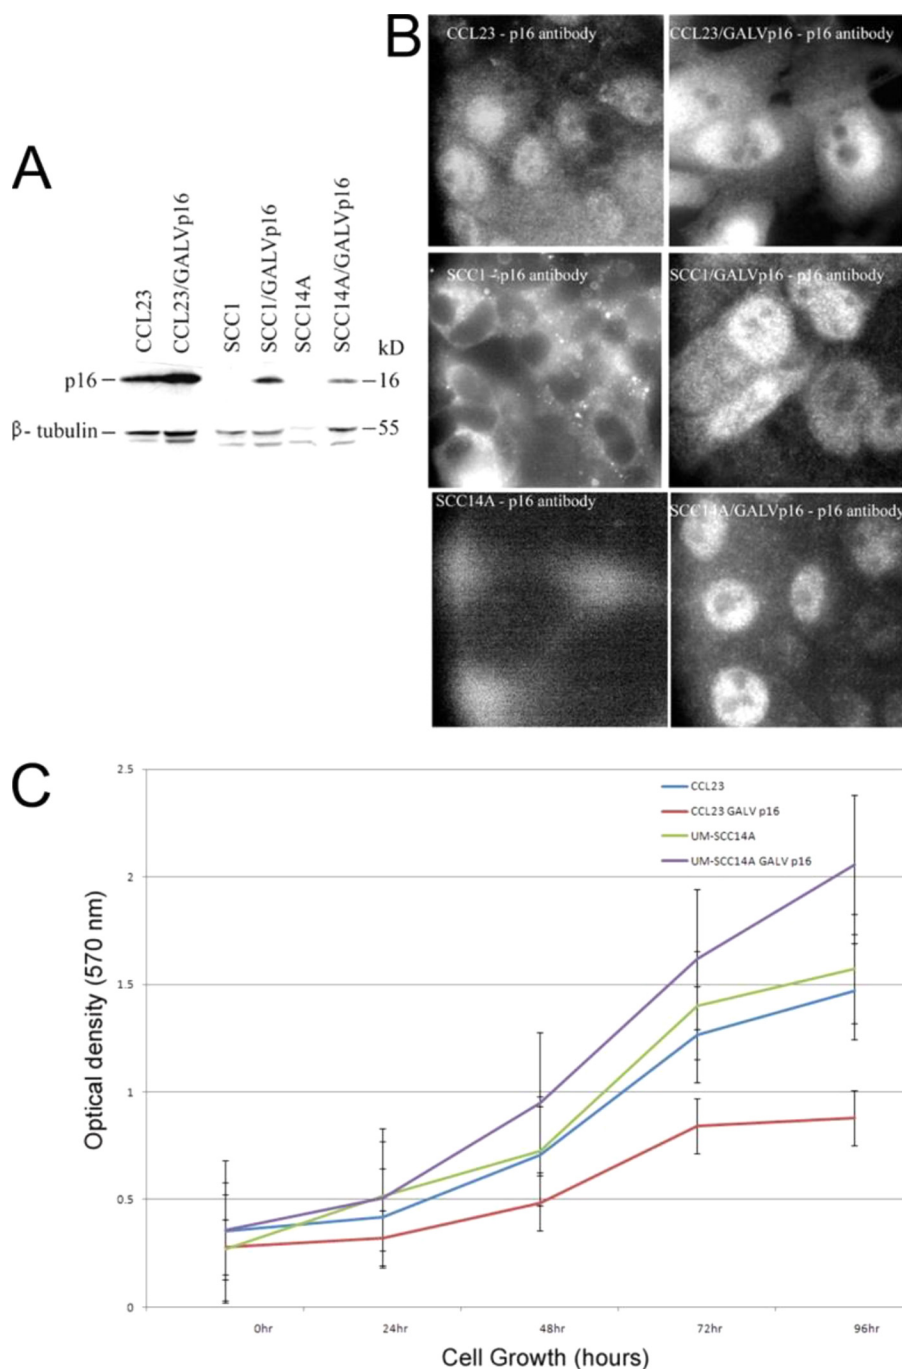 A
CCL23
CCL23/GALVp16
SCC1
SCC1/GALVp16
SCC14A
SCC14A/GALVp16
kD
p16
16
β- tubulin
55
B
CCL23 - p16 antibody
CCL23/GALVp16 - p16 antibody
SCC1 - p16 antibody
SCC1/GALVp16 - p16 antibody
SCC14A - p16 antibody
SCC14A/GALVp16 - p16 antibody
C
2.5
2
1.5
1
0.5
0
Optical density (570 nm)
CCL23
CCL23 GALV p16
UM-SCC14A
UM-SCC14A GALV p16
0hr
24hr
48hr
72hr
96hr
Cell Growth (hours)